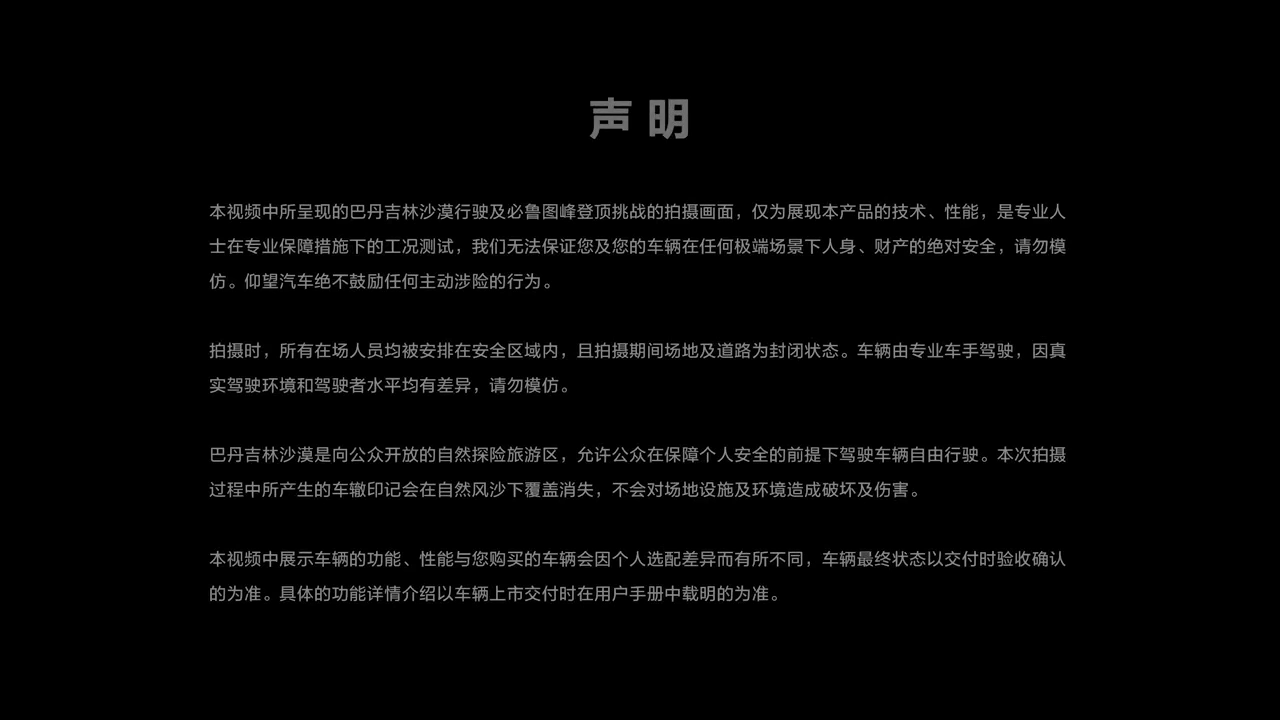 声明
本视频中所呈现的巴丹吉林沙漠行驶及必鲁图峰登顶挑战的拍摄画面，仅为展现本产品的技术、性能，是专业人
士在专业保障措施下的工况测试，我们无法保证您及您的车辆在任何极端场景下人身、财产的绝对安全，请勿模
仿。仰望汽车绝不鼓励任何主动涉险的行为。
拍摄时，所有在场人员均被安排在安全区域内，且拍摄期间场地及道路为封闭状态。车辆由专业车手驾驶，因真
实驾驶环境和驾驶者水平均有差异，请勿模仿。
巴丹吉林沙漠是向公众开放的自然探险旅游区，允许公众在保障个人安全的前提下驾驶车辆自由行驶。本次拍摄
过程中所产生的车辙印记会在自然风沙下覆盖消失，不会对场地设施及环境造成破坏及伤害。
本视频中展示车辆的功能、性能与您购买的车辆会因个人选配差异而有所不同，车辆最终状态以交付时验收确认
的为准。具体的功能详情介绍以车辆上市交付时在用户手册中载明的为准。